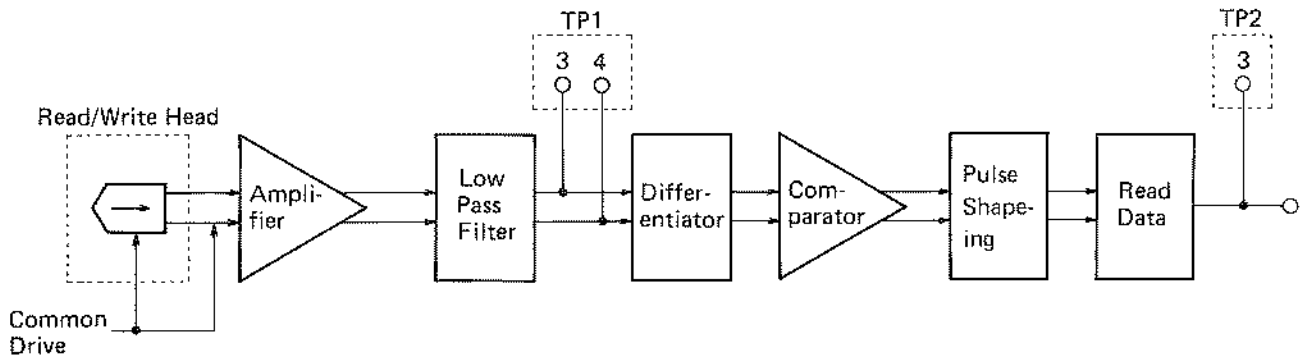 TP1
3 4
TP2
3
Read/Write Head
Ampli-
fier
Low
Pass
Filter
Differ-
entiator
Com-
parator
Pulse
Shape-
ing
Read
Data
Common
Drive